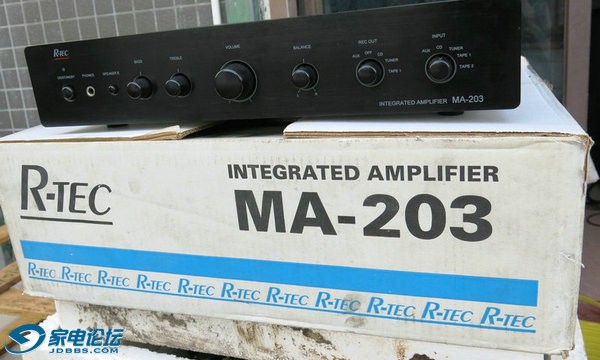 R-TEC
ON/STANDBY PHONES SPEAKER B BASS TREBLE VOLUME BALANCE REC OUT INPUT
OFF CD
AUX TUNER
TAPE 1
CD
AUX TUNER
TAPE 1
TAPE 2
INTEGRATED AMPLIFIER MA-203
R-TEC
INTEGRATED AMPLIFIER
MA-203
R-TEC R-TEC R-TEC R-TEC R-TEC R-TEC R-TEC R-TEC R-TEC R-TEC R-TEC R-TEC
家电论坛
JDBBS.COM